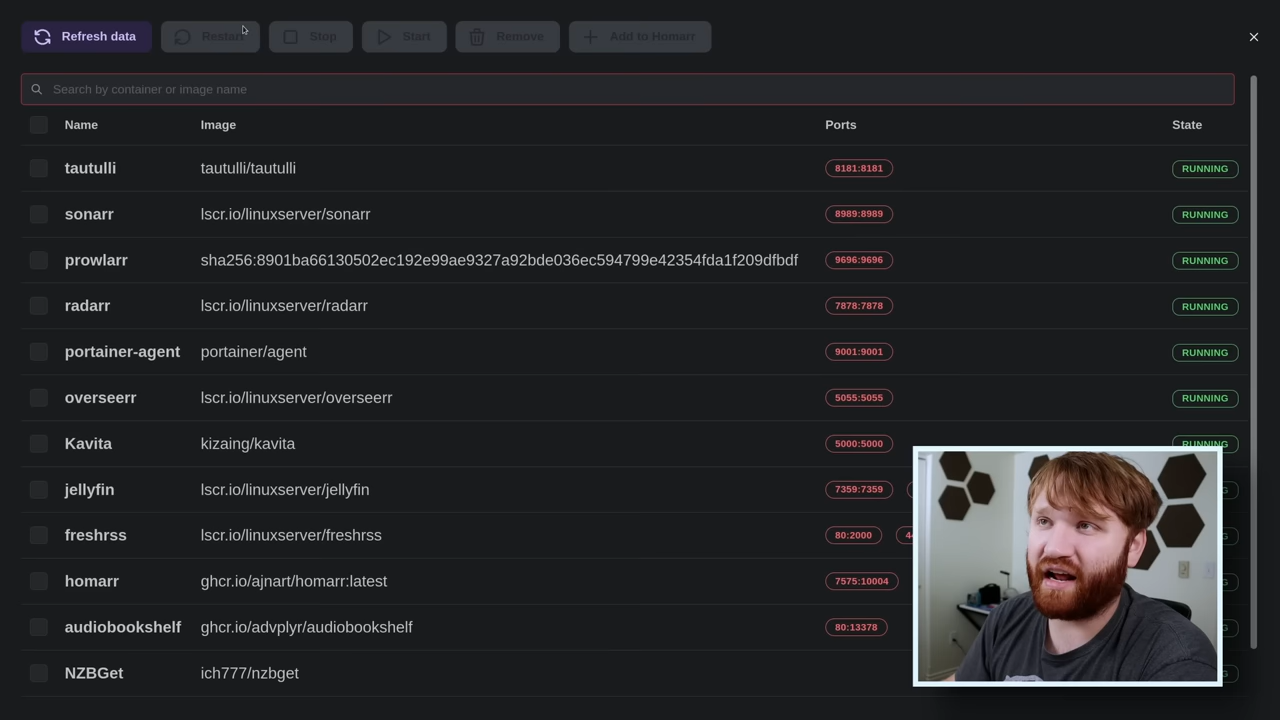 Refresh data Restart Stop Start Remove Add to Homarr
Search by container or image name
Name Image Ports State
tautulli tautulli/tautulli 8181:8181 RUNNING
sonarr lscr.io/linuxserver/sonarr 8989:8989 RUNNING
prowlarr sha256:8901ba66130502ec192e99ae9327a92bde036ec594799e42354fda1f209dfbdf 9696:9696 RUNNING
radarr lscr.io/linuxserver/radarr 7878:7878 RUNNING
portainer-agent portainer/agent 9001:9001 RUNNING
overseerr lscr.io/linuxserver/overseerr 5055:5055 RUNNING
Kavita kizaing/kavita 5000:5000 RUNNING
jellyfin lscr.io/linuxserver/jellyfin 7359:7359
freshrss lscr.io/linuxserver/freshrss 80:2000
homarr ghcr.io/ajnart/homarr:latest 7575:10004
audiobookshelf ghcr.io/advplyr/audiobookshelf 80:13378
NZBGet ich777/nzbget